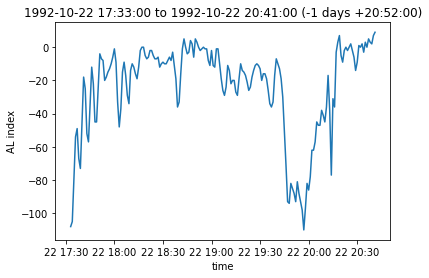 1992-10-22 17:33:00 to 1992-10-22 20:41:00 (-1 days +20:52:00)
0
−20
−40
−60
−80
−100
AL index
22 17:30 22 18:00 22 18:30 22 19:00 22 19:30 22 20:00 22 20:30
time